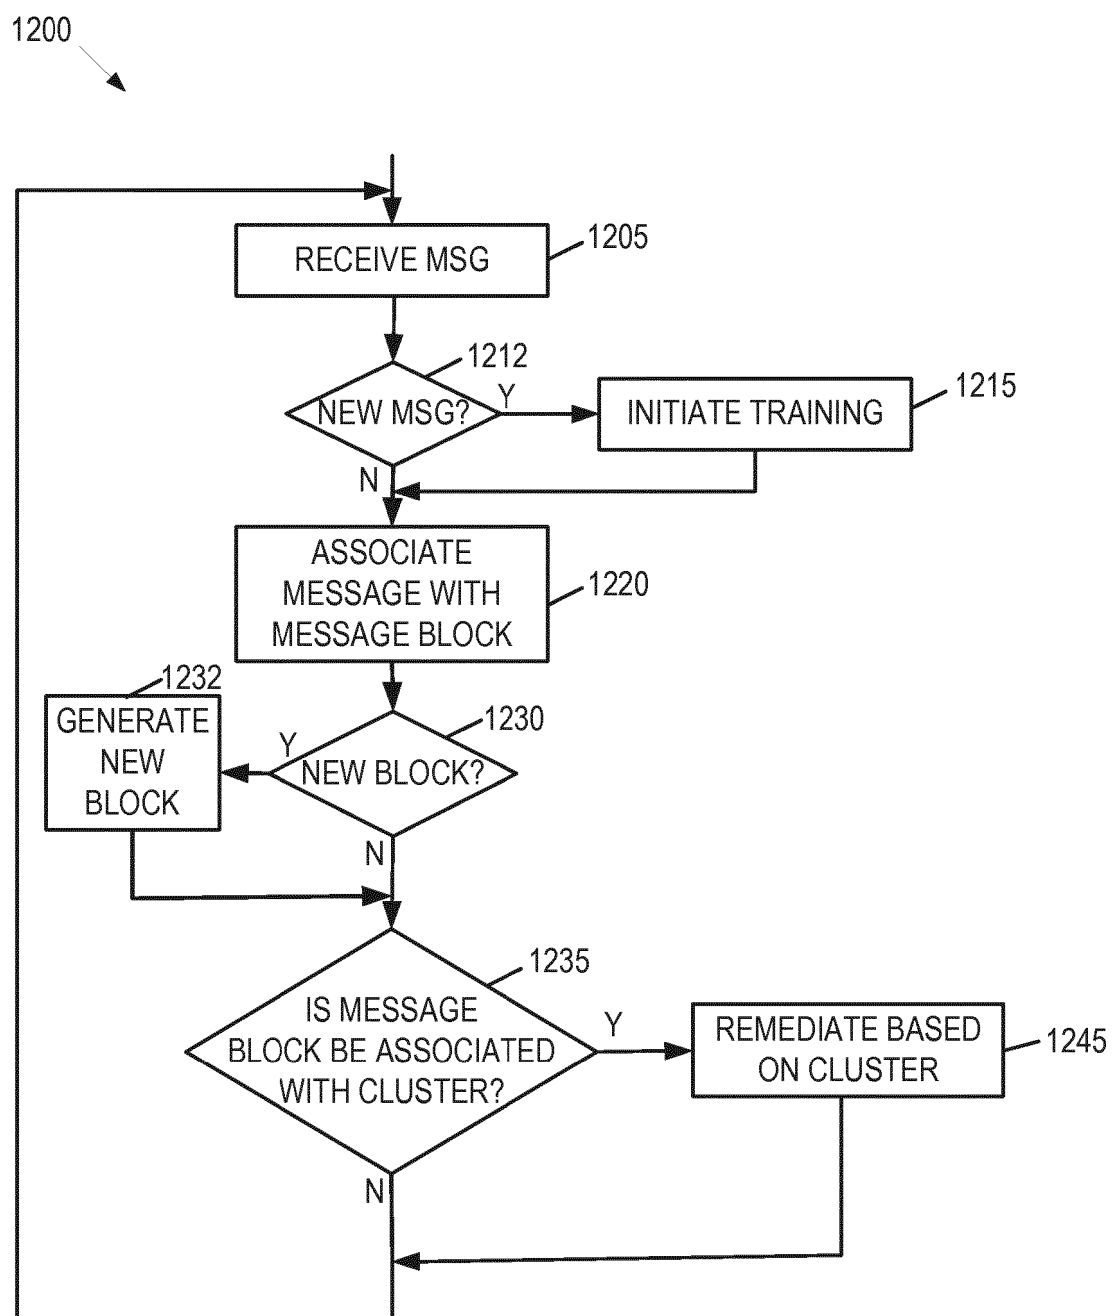 1200
RECEIVE MSG
1205
1212
NEW MSG?
Y
INITIATE TRAINING
1215
N
ASSOCIATE
MESSAGE WITH
MESSAGE BLOCK
1220
1232
GENERATE
NEW
BLOCK
Y
1230
NEW BLOCK?
N
1235
IS MESSAGE
BLOCK BE ASSOCIATED
WITH CLUSTER?
Y
REMEDIATE BASED
ON CLUSTER
1245
N